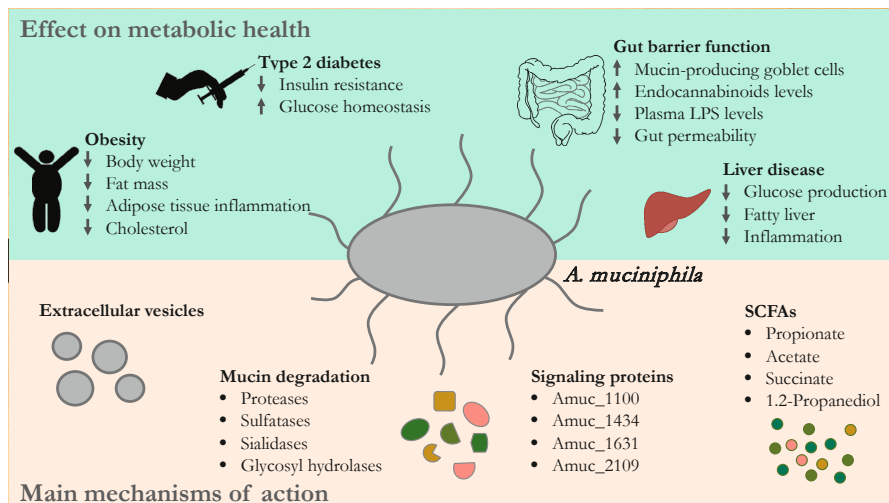 Effect on metabolic health
Type 2 diabetes
↓ Insulin resistance
↑ Glucose homeostasis
Gut barrier function
↑ Mucin-producing goblet cells
↑ Endocannabinoids levels
↓ Plasma LPS levels
↓ Gut permeability
Obesity
↓ Body weight
↓ Fat mass
↓ Adipose tissue inflammation
↓ Cholesterol
Liver disease
↓ Glucose production
↓ Fatty liver
↓ Inflammation
A. muciniphila
Extracellular vesicles
Mucin degradation
• Proteases
• Sulfatases
• Sialidases
• Glycosyl hydrolases
Signaling proteins
• Amuc_1100
• Amuc_1434
• Amuc_1631
• Amuc_2109
SCFAs
• Propionate
• Acetate
• Succinate
• 1.2-Propanediol
Main mechanisms of action